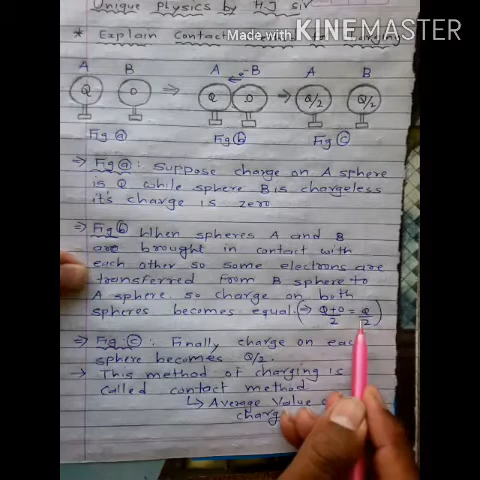 Unique Physics by H.J sir
Made with KINEMASTER
* Explain Contact charging
A B A e- B A B
Q O ⇒ Q O ⇒ Q/2 Q/2
Fig ⓐ Fig ⓑ Fig ⓒ
⇒ Fig ⓐ: Suppose charge on A sphere
is Q while sphere B is chargeless
it's charge is zero
⇒ Fig ⓑ When spheres A and B
are brought in contact with
each other so some electrons are
transferred from B sphere to
A sphere. so charge on both
spheres becomes equal. (⇒ Q+0/2 = Q/2)
⇒ Fig ⓒ: Finally charge on each
sphere becomes Q/2.
→ This method of charging is
called contact method
↳ Average Value
charg